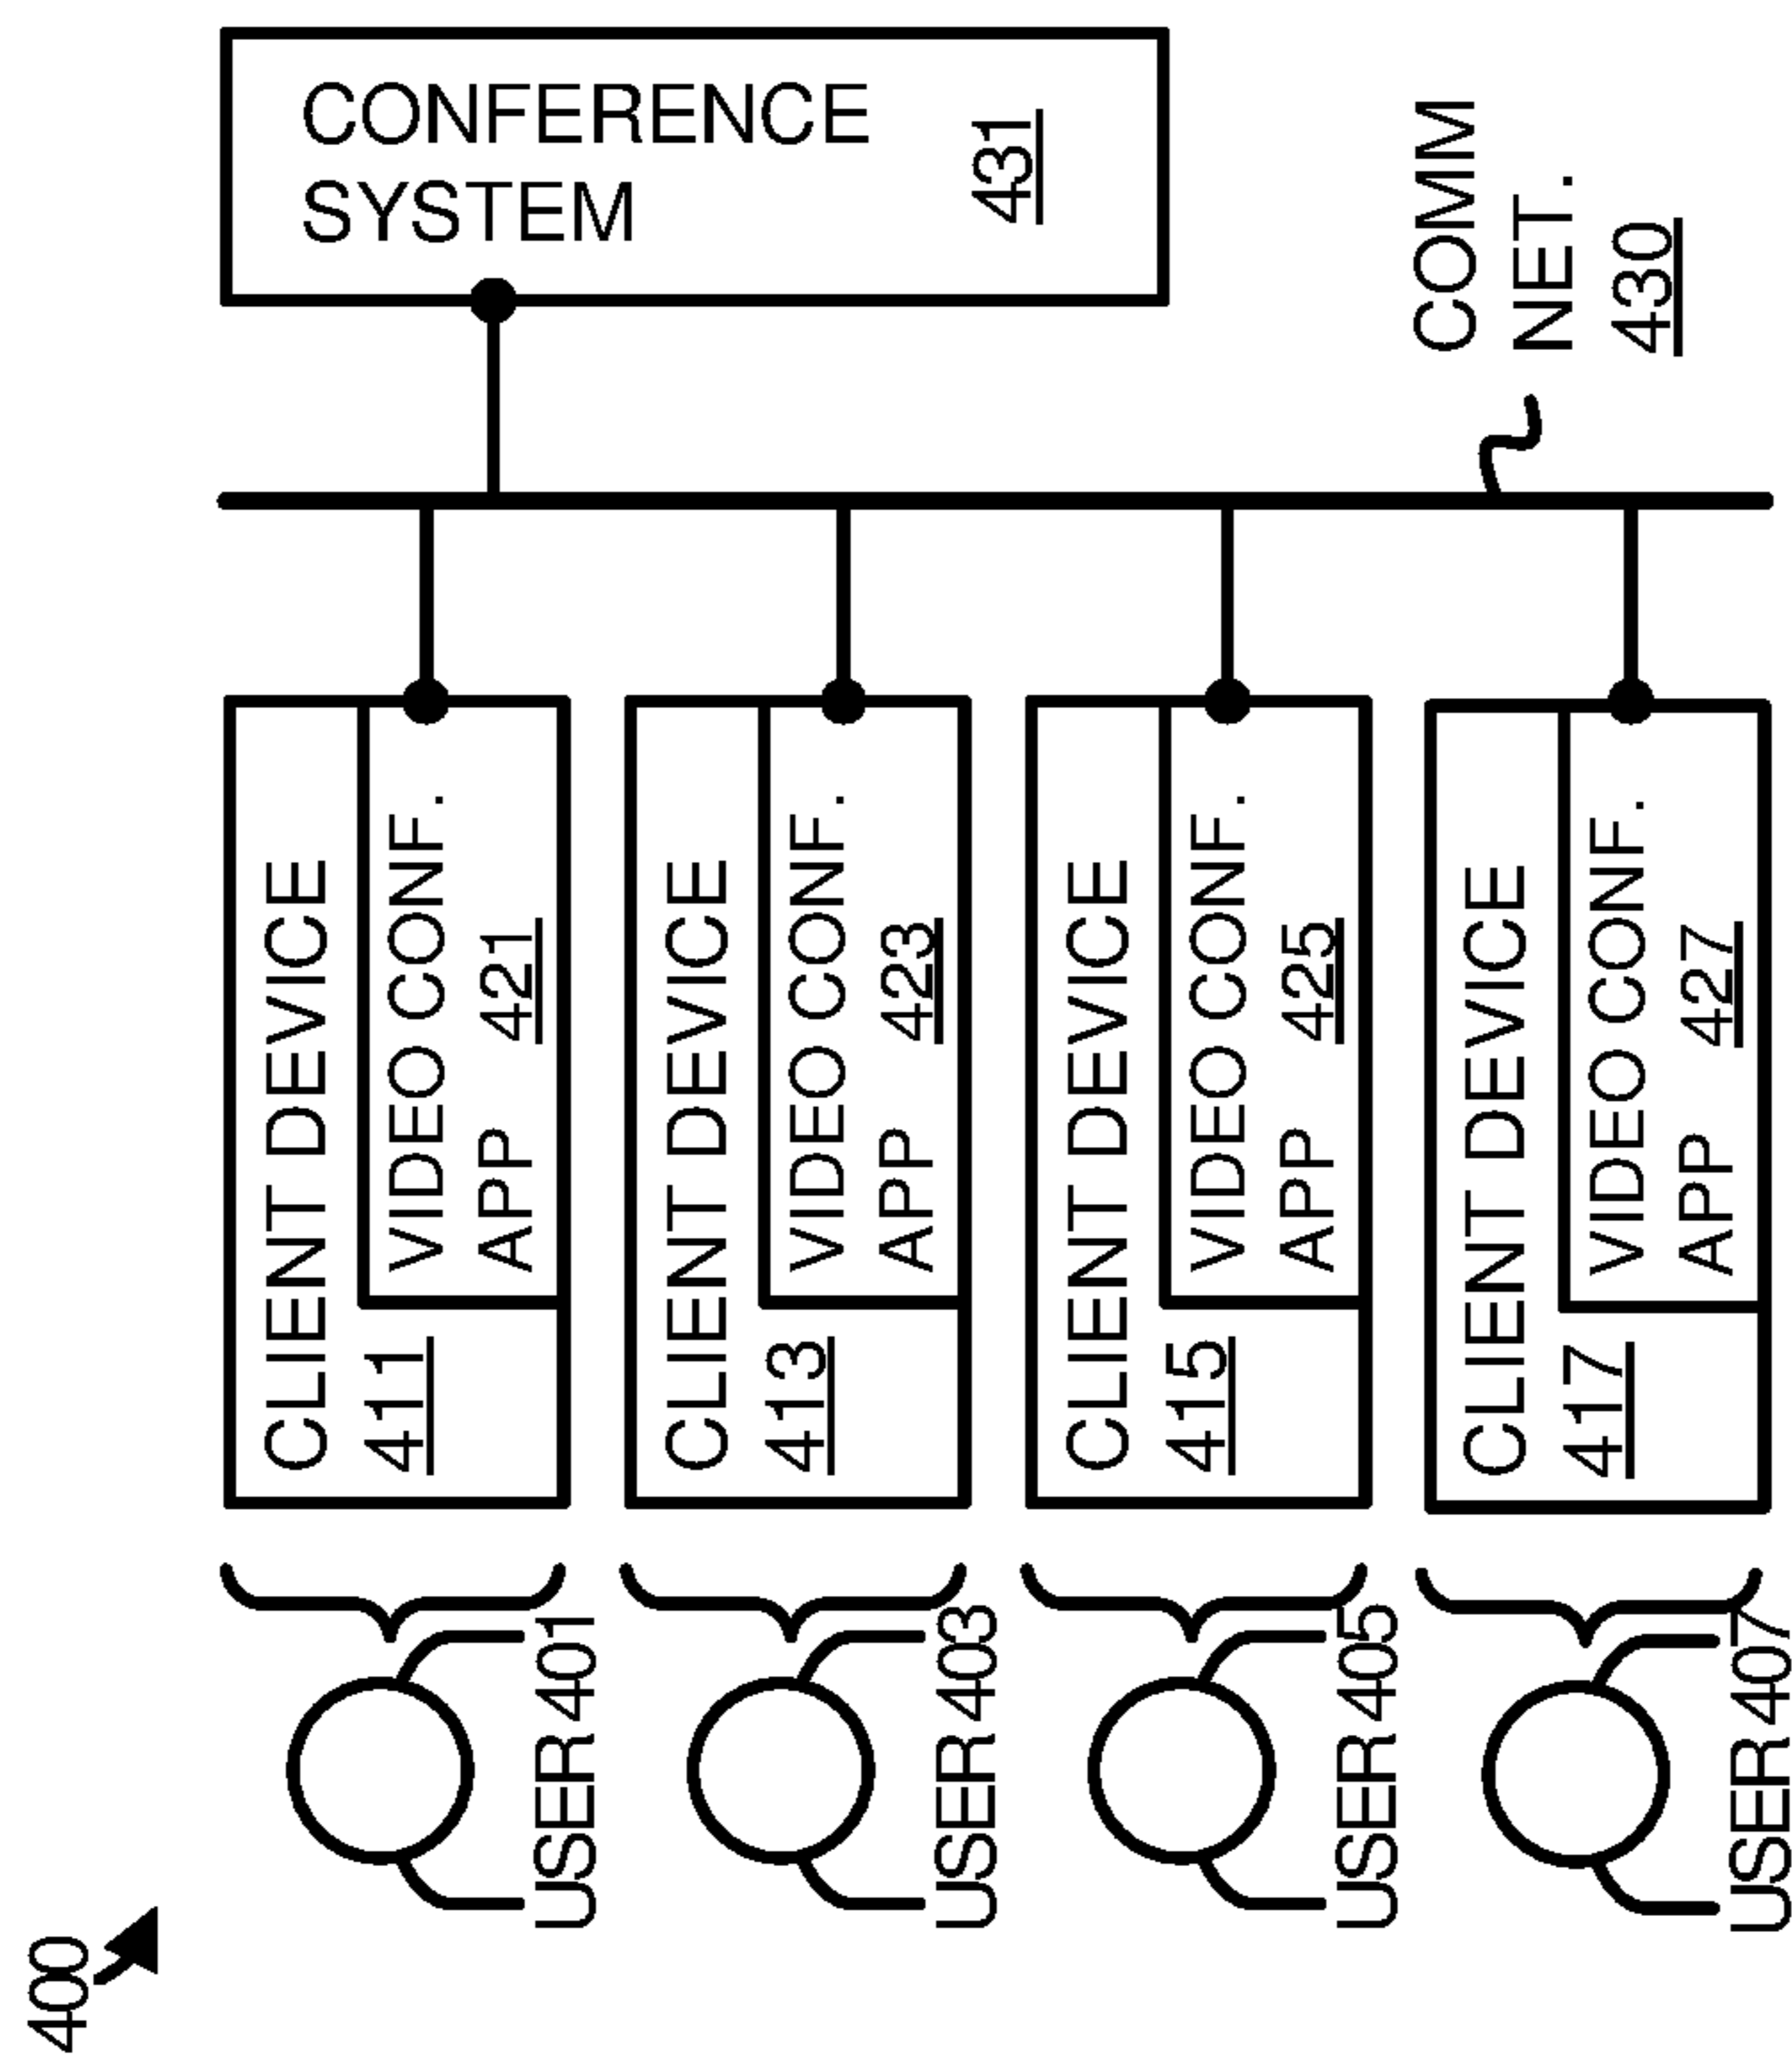 400
USER 401
CLIENT DEVICE
411
VIDEO CONF.
APP 421
USER 403
CLIENT DEVICE
413
VIDEO CONF.
APP 423
USER 405
CLIENT DEVICE
415
VIDEO CONF.
APP 425
USER 407
CLIENT DEVICE
417
VIDEO CONF.
APP 427
CONFERENCE
SYSTEM
431
COMM
NET.
430